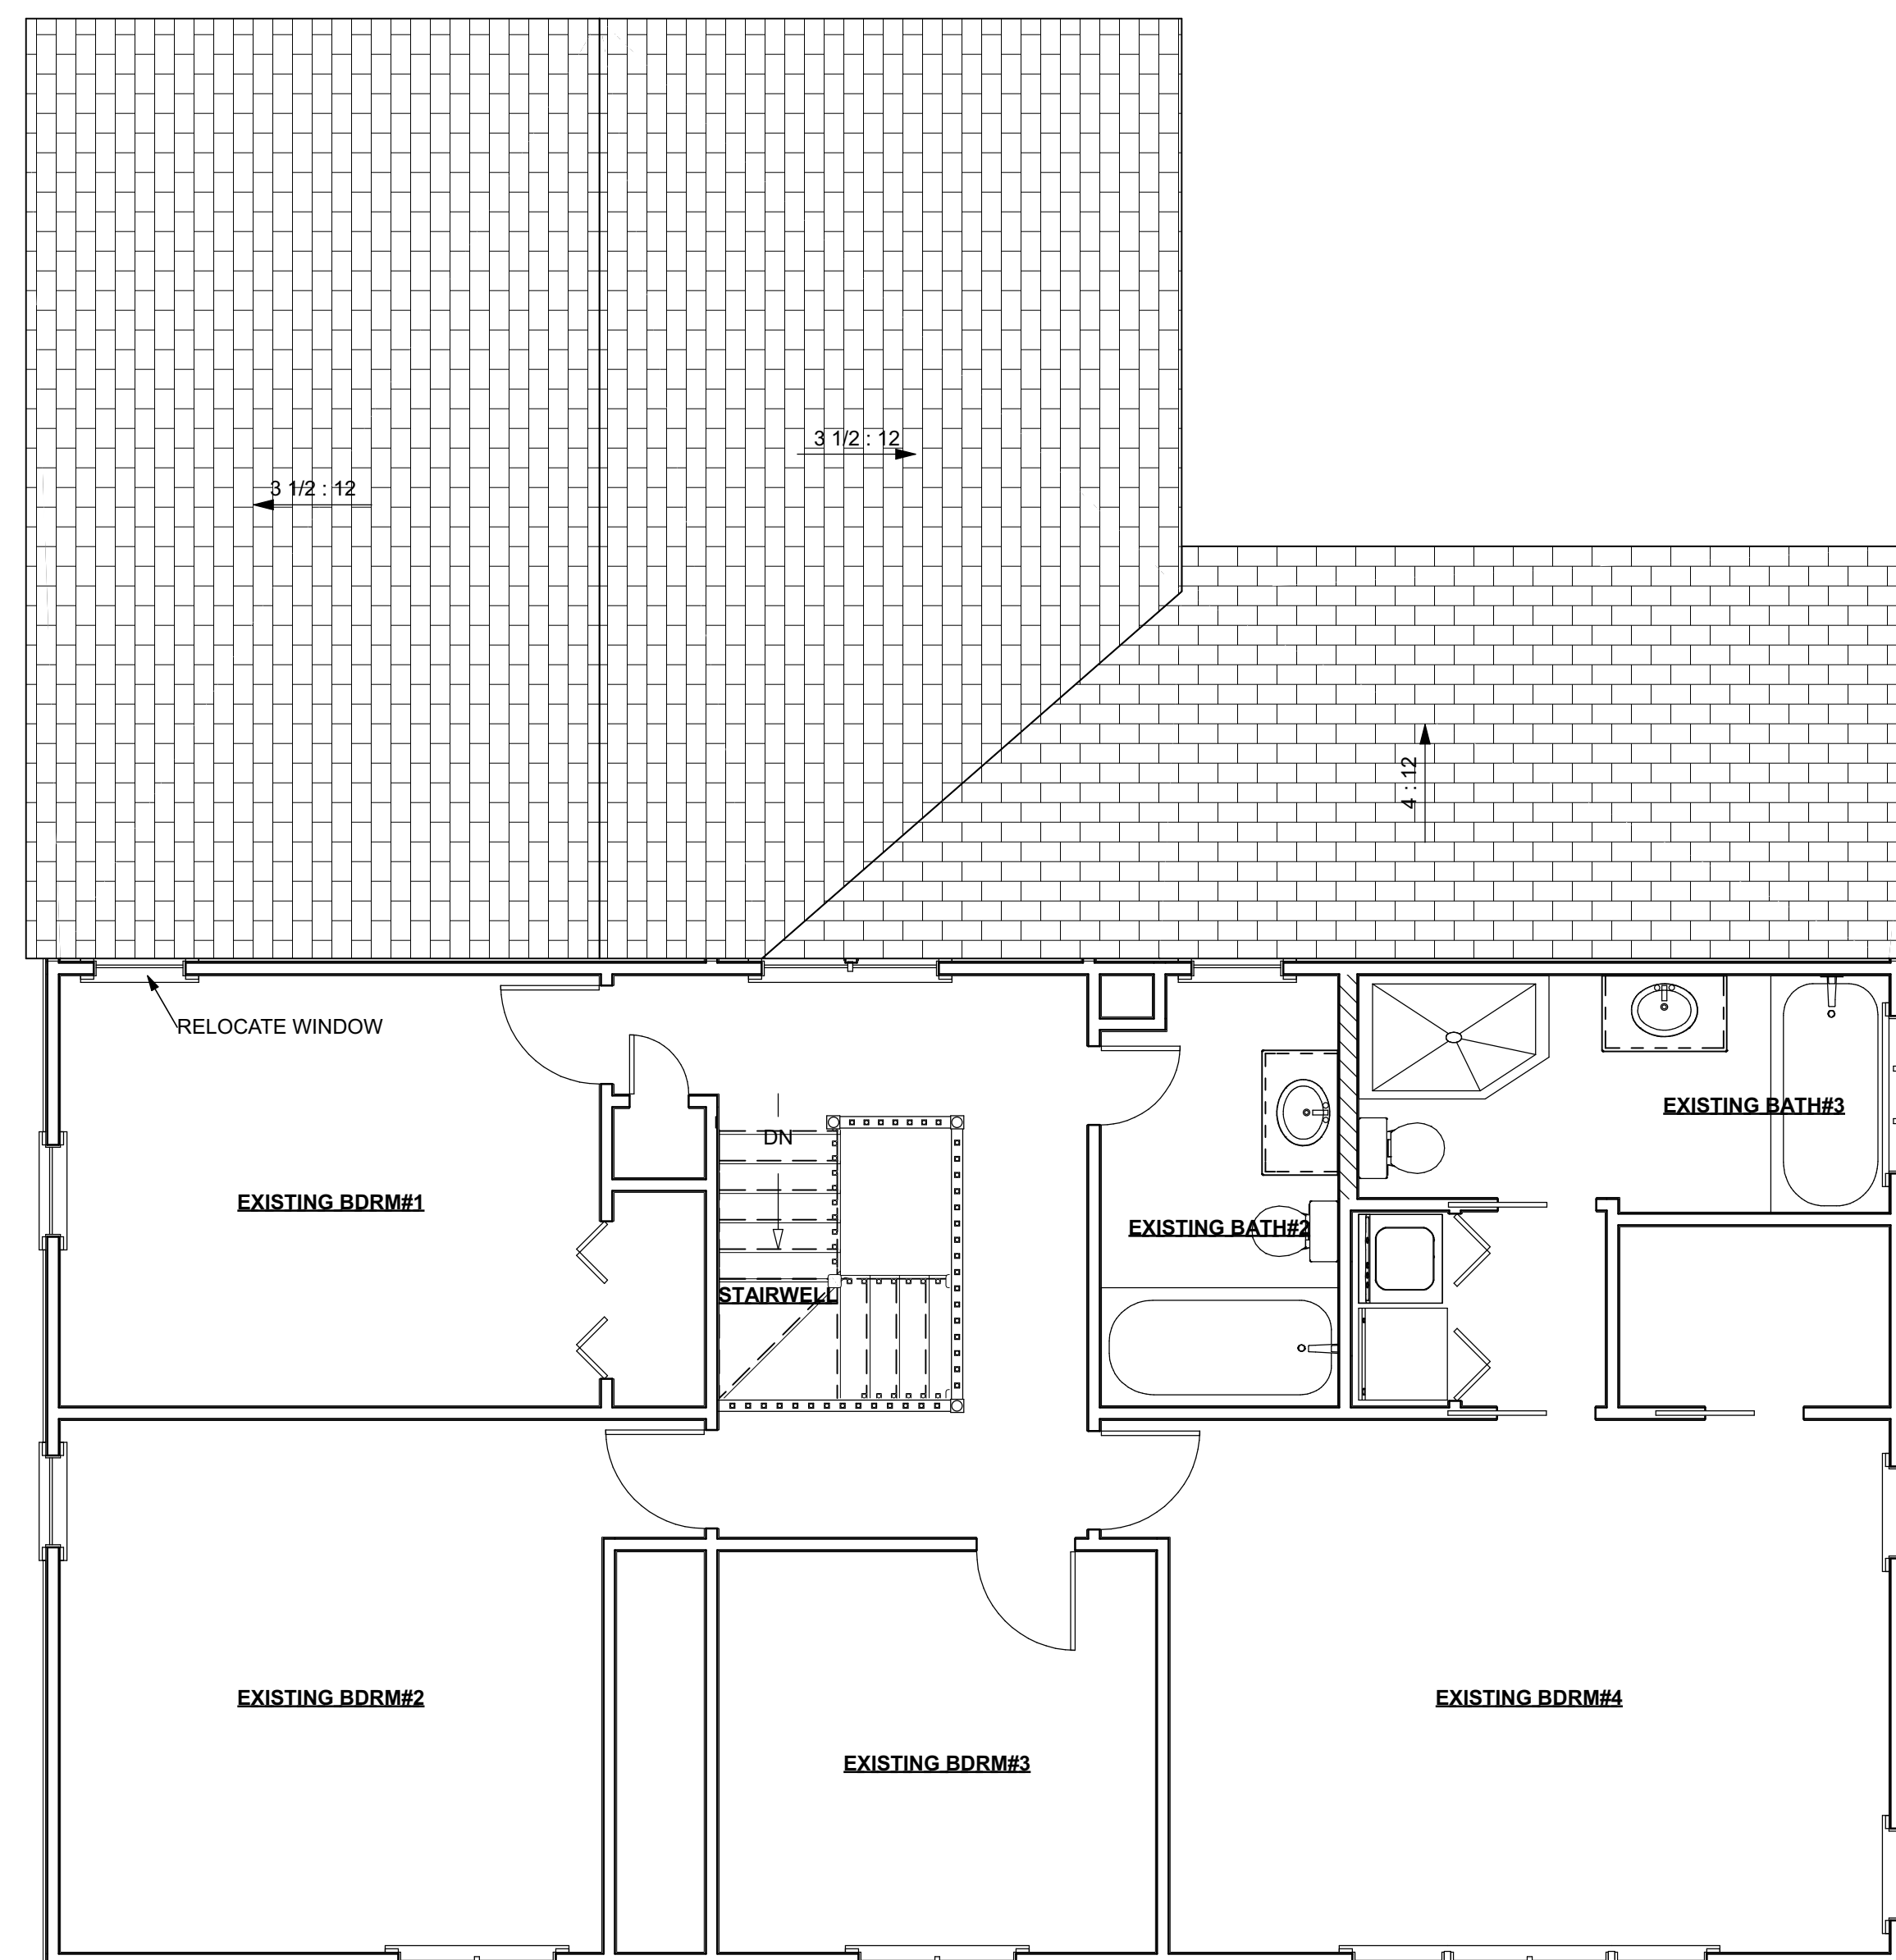 3 1/2 : 12
3 1/2 : 12
4 : 12
RELOCATE WINDOW
EXISTING BATH#3
DN
EXISTING BDRM#1
EXISTING BATH#2
STAIRWELL
EXISTING BDRM#2
EXISTING BDRM#4
EXISTING BDRM#3